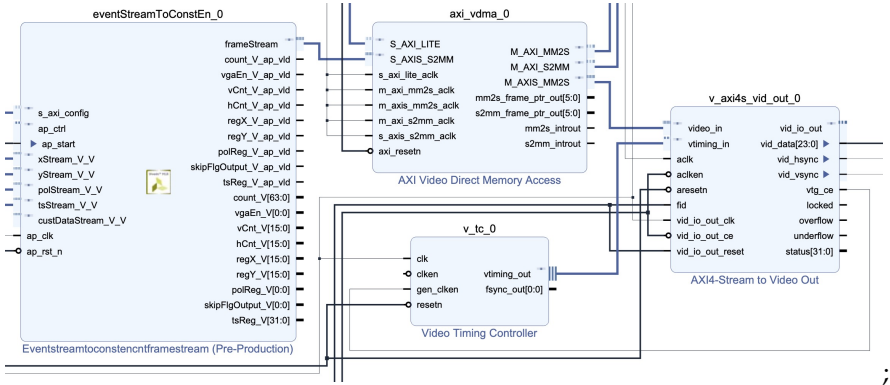 eventStreamToConstEn_0
frameStream
count_V_ap_vld
vgaEn_V_ap_vld
vCnt_V_ap_vld
hCnt_V_ap_vld
s_axi_config
regX_V_ap_vld
ap_ctrl
regY_V_ap_vld
ap_start
polReg_V_ap_vld
xStream_V_V
skipFlgOutput_V_ap_vld
yStream_V_V
tsReg_V_ap_vld
polStream_V_V
count_V[63:0]
tsStream_V_V
vgaEn_V[0:0]
custDataStream_V_V
vCnt_V[15:0]
ap_clk
hCnt_V[15:0]
ap_rst_n
regX_V[15:0]
regY_V[15:0]
polReg_V[0:0]
skipFlgOutput_V[0:0]
tsReg_V[31:0]
Eventstreamtoconstencntframestream (Pre-Production)
axi_vdma_0
S_AXI_LITE
S_AXIS_S2MM
s_axi_lite_aclk
m_axi_mm2s_aclk
m_axis_mm2s_aclk
m_axi_s2mm_aclk
s_axis_s2mm_aclk
axi_resetn
M_AXI_MM2S
M_AXI_S2MM
M_AXIS_MM2S
mm2s_frame_ptr_out[5:0]
s2mm_frame_ptr_out[5:0]
mm2s_introut
s2mm_introut
AXI Video Direct Memory Access
v_tc_0
clk
clken
gen_clken
resetn
vtiming_out
fsync_out[0:0]
Video Timing Controller
v_axi4s_vid_out_0
video_in
vtiming_in
aclk
aclken
aresetn
fid
vid_io_out_clk
vid_io_out_ce
vid_io_out_reset
vid_io_out
vid_data[23:0]
vid_hsync
vid_vsync
vtg_ce
locked
overflow
underflow
status[31:0]
AXI4-Stream to Video Out
;